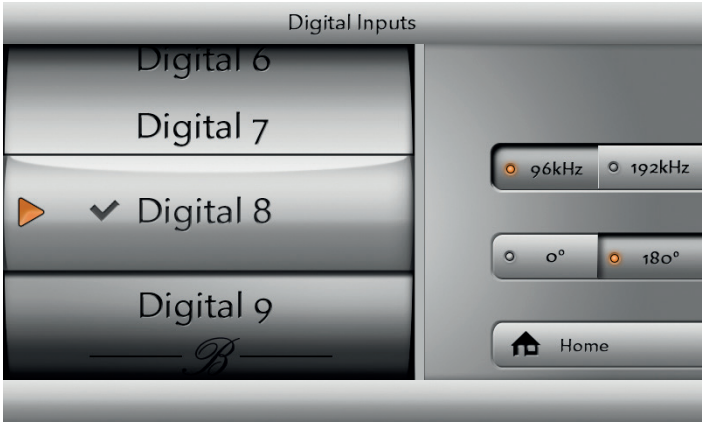 Digital Inputs
Digital 6
Digital 7
Digital 8
Digital 9
B
96kHz 192kHz
0° 180°
Home